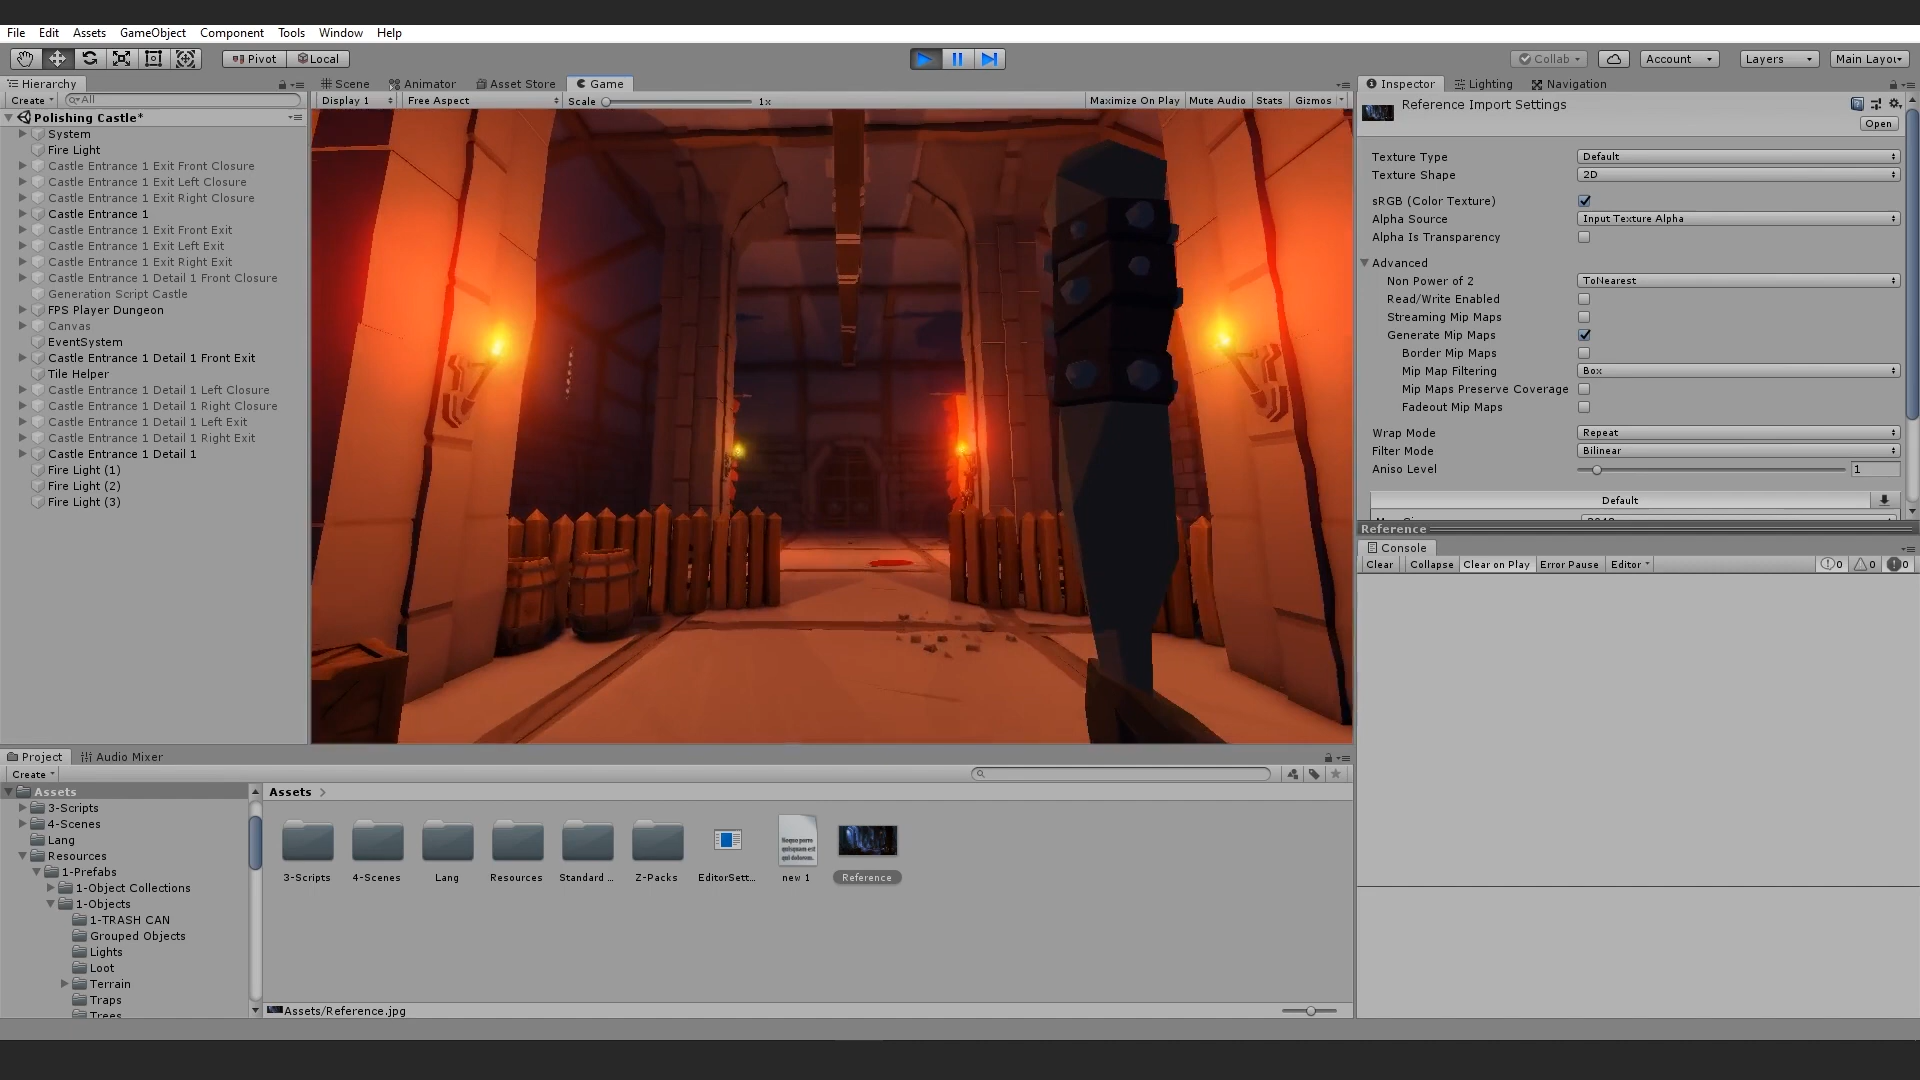 File Edit Assets GameObject Component Tools Window Help
Pivot Local Collab Account Layers Main Layou
Hierarchy
Create All
Polishing Castle*
System
Fire Light
Castle Entrance 1 Exit Front Closure
Castle Entrance 1 Exit Left Closure
Castle Entrance 1 Exit Right Closure
Castle Entrance 1
Castle Entrance 1 Exit Front Exit
Castle Entrance 1 Exit Left Exit
Castle Entrance 1 Exit Right Exit
Castle Entrance 1 Detail 1 Front Closure
Generation Script Castle
FPS Player Dungeon
Canvas
EventSystem
Castle Entrance 1 Detail 1 Front Exit
Tile Helper
Castle Entrance 1 Detail 1 Left Closure
Castle Entrance 1 Detail 1 Right Closure
Castle Entrance 1 Detail 1 Left Exit
Castle Entrance 1 Detail 1 Right Exit
Castle Entrance 1 Detail 1
Fire Light (1)
Fire Light (2)
Fire Light (3)
Scene Animator Asset Store Game
Display 1 Free Aspect Scale 1x Maximize On Play Mute Audio Stats Gizmos
Inspector Lighting Navigation
Reference Import Settings
Open
Texture Type Default
Texture Shape 2D
sRGB (Color Texture)
Alpha Source Input Texture Alpha
Alpha Is Transparency
Advanced
Non Power of 2 ToNearest
Read/Write Enabled
Streaming Mip Maps
Generate Mip Maps
Border Mip Maps
Mip Map Filtering Box
Mip Maps Preserve Coverage
Fadeout Mip Maps
Wrap Mode Repeat
Filter Mode Bilinear
Aniso Level 1
Default
Reference
Console
Clear Collapse Clear on Play Error Pause Editor 0 0 0
Project Audio Mixer
Create
Assets
3-Scripts
4-Scenes
Lang
Resources
1-Prefabs
1-Object Collections
1-Objects
1-TRASH CAN
Grouped Objects
Lights
Loot
Terrain
Traps
Trees
Assets
3-Scripts 4-Scenes Lang Resources Standard ... Z-Packs EditorSett... new 1 Reference
Assets/Reference.jpg